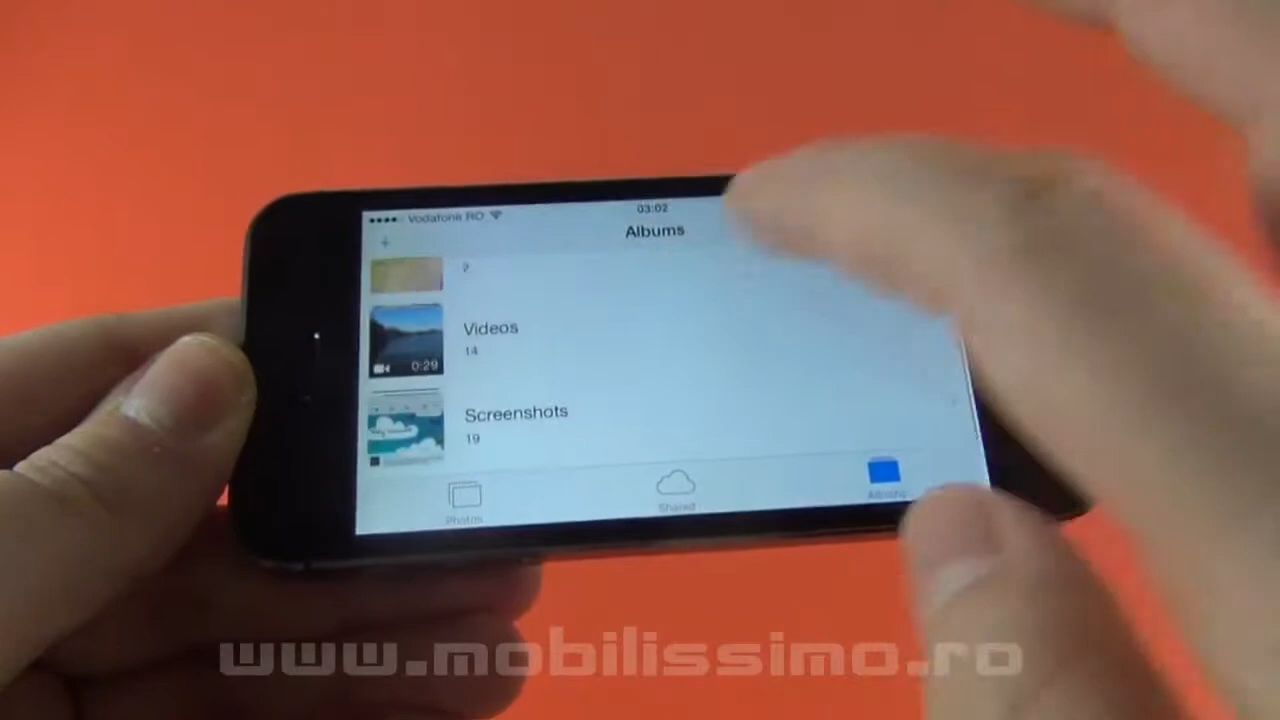 Vodafone RO
03:02
+
Albums
Videos
14
0:29
Screenshots
19
Photos
Shared
Albums
www.mobilissimo.ro